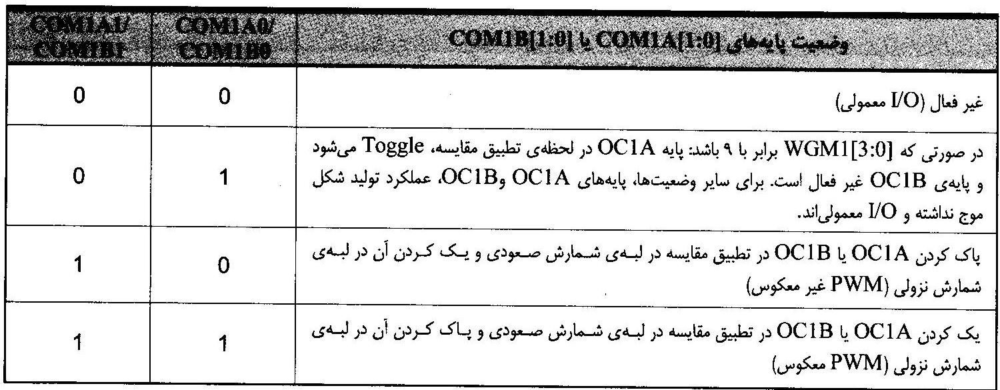 COM1A1/
COM1B1
COM1A0/
COM1B0
وضعیت پایه‌های COM1A[1:0] یا COM1B[1:0]
0
0
غیر فعال (I/O معمولی)
0
1
در صورتی که WGM1[3:0] برابر با ۹ باشد: پایه OC1A در لحظه‌ی تطبیق مقایسه، Toggle می‌شود
و پایه‌ی OC1B غیر فعال است. برای سایر وضعیت‌ها، پایه‌های OC1A وOC1B، عملکرد تولید شکل
موج نداشته و I/O معمولی‌اند.
1
0
پاک کردن OC1A یا OC1B در تطبیق مقایسه در لبه‌ی شمارش صعودی و یک کردن آن در لبه‌ی
شمارش نزولی (PWM غیر معکوس)
1
1
یک کردن OC1A یا OC1B در تطبیق مقایسه در لبه‌ی شمارش صعودی و پاک کردن آن در لبه‌ی
شمارش نزولی (PWM معکوس)